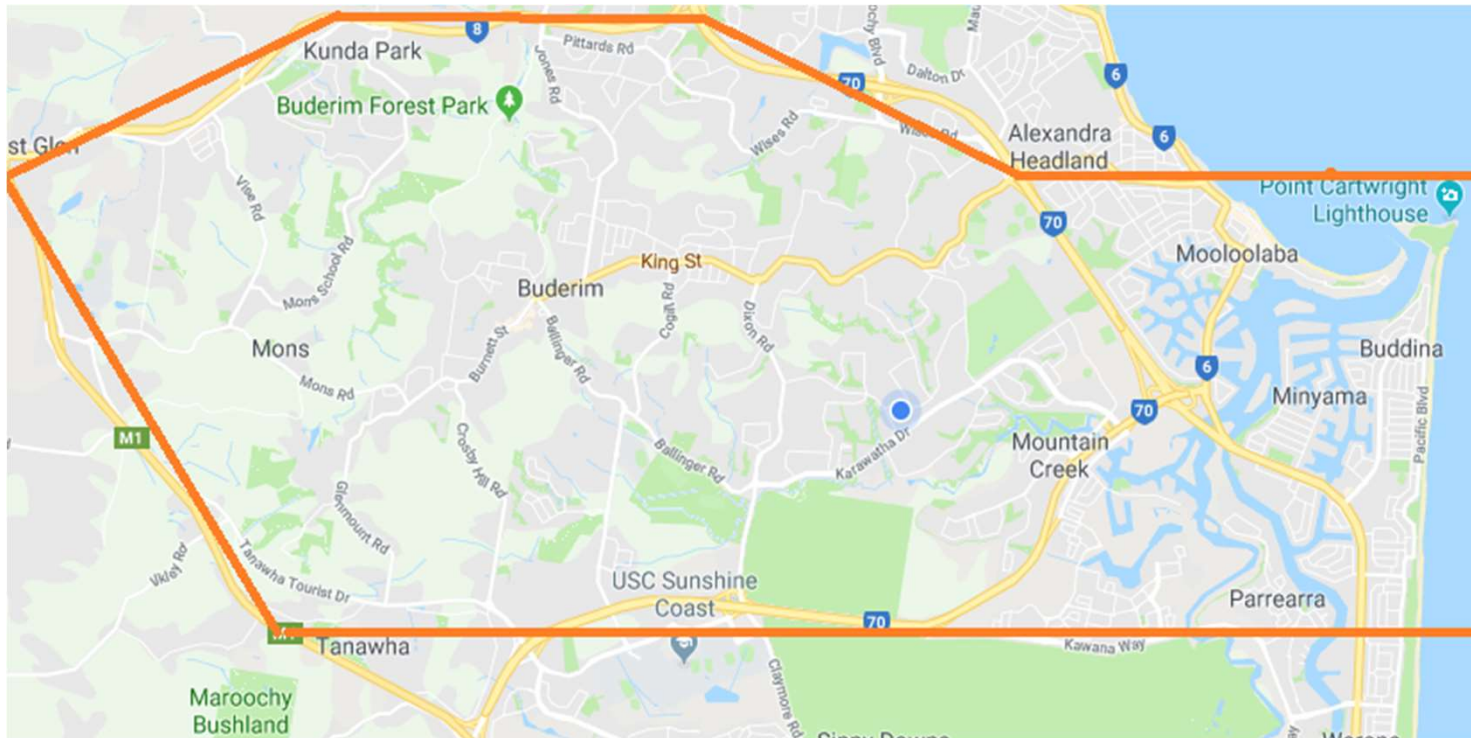 8
Kunda Park
Pittards Rd
Jones Rd
Buderim Forest Park
70
Dalton Dr
6
Wises Rd
Wises Rd
Alexandra
Headland
6
st Glen
Point Cartwright
Lighthouse
Vise Rd
70
Mooloolaba
Mons School Rd
King St
Buderim
Cogill Rd
Dixon Rd
Mons
Burnett St
Ballinger Rd
Mons Rd
6
Buddina
Minyama
Pacific Blvd
M1
70
Mountain
Creek
Karawatha Dr
Ballinger Rd
Crosby Hill Rd
Glenmount Rd
Tanawha Tourist Dr
USC Sunshine
Coast
Parrearra
70
Tanawha
Kawana Way
Claymore Rd
Maroochy
Bushland